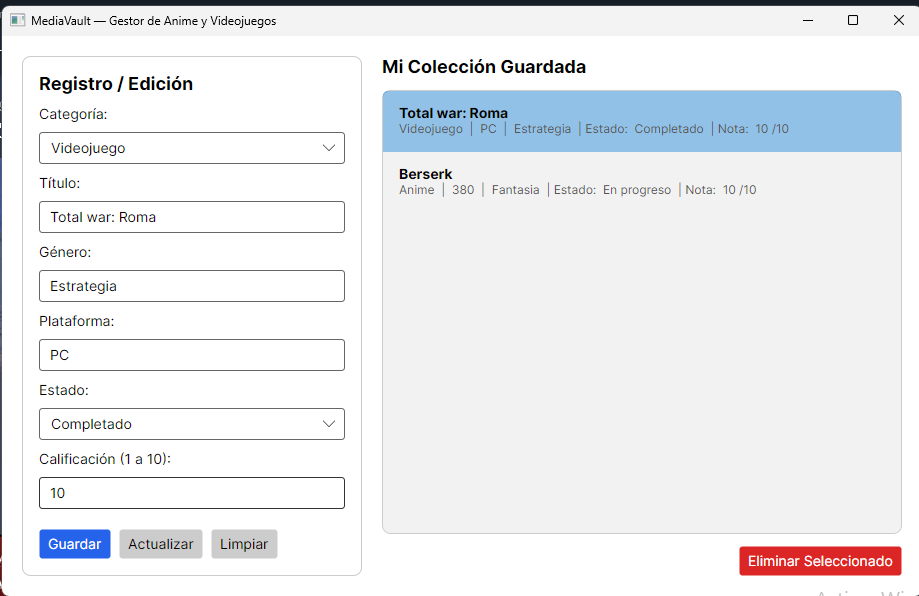 MediaVault — Gestor de Anime y Videojuegos
Registro / Edición
Categoría:
Videojuego
Título:
Total war: Roma
Género:
Estrategia
Plataforma:
PC
Estado:
Completado
Calificación (1 a 10):
10
Guardar Actualizar Limpiar
Mi Colección Guardada
Total war: Roma
Videojuego | PC | Estrategia | Estado: Completado | Nota: 10 /10
Berserk
Anime | 380 | Fantasia | Estado: En progreso | Nota: 10 /10
Eliminar Seleccionado